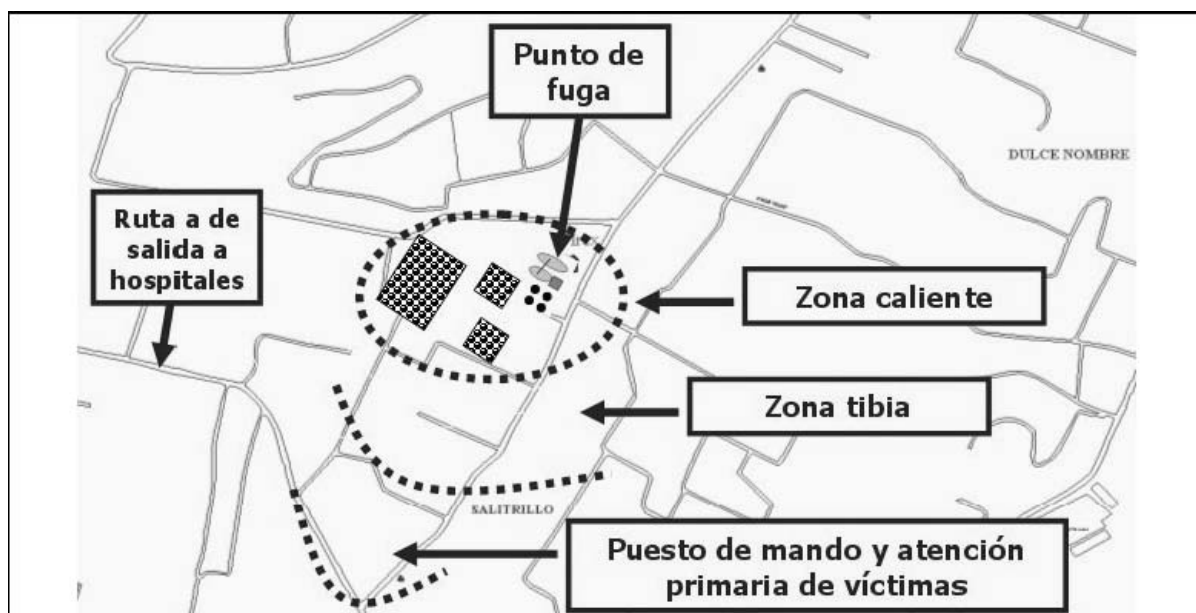 Punto de
fuga
DULCE NOMBRE
Ruta a de
salida a
hospitales
Zona caliente
Zona tibia
SALITRILLO
Puesto de mando y atención
primaria de víctimas